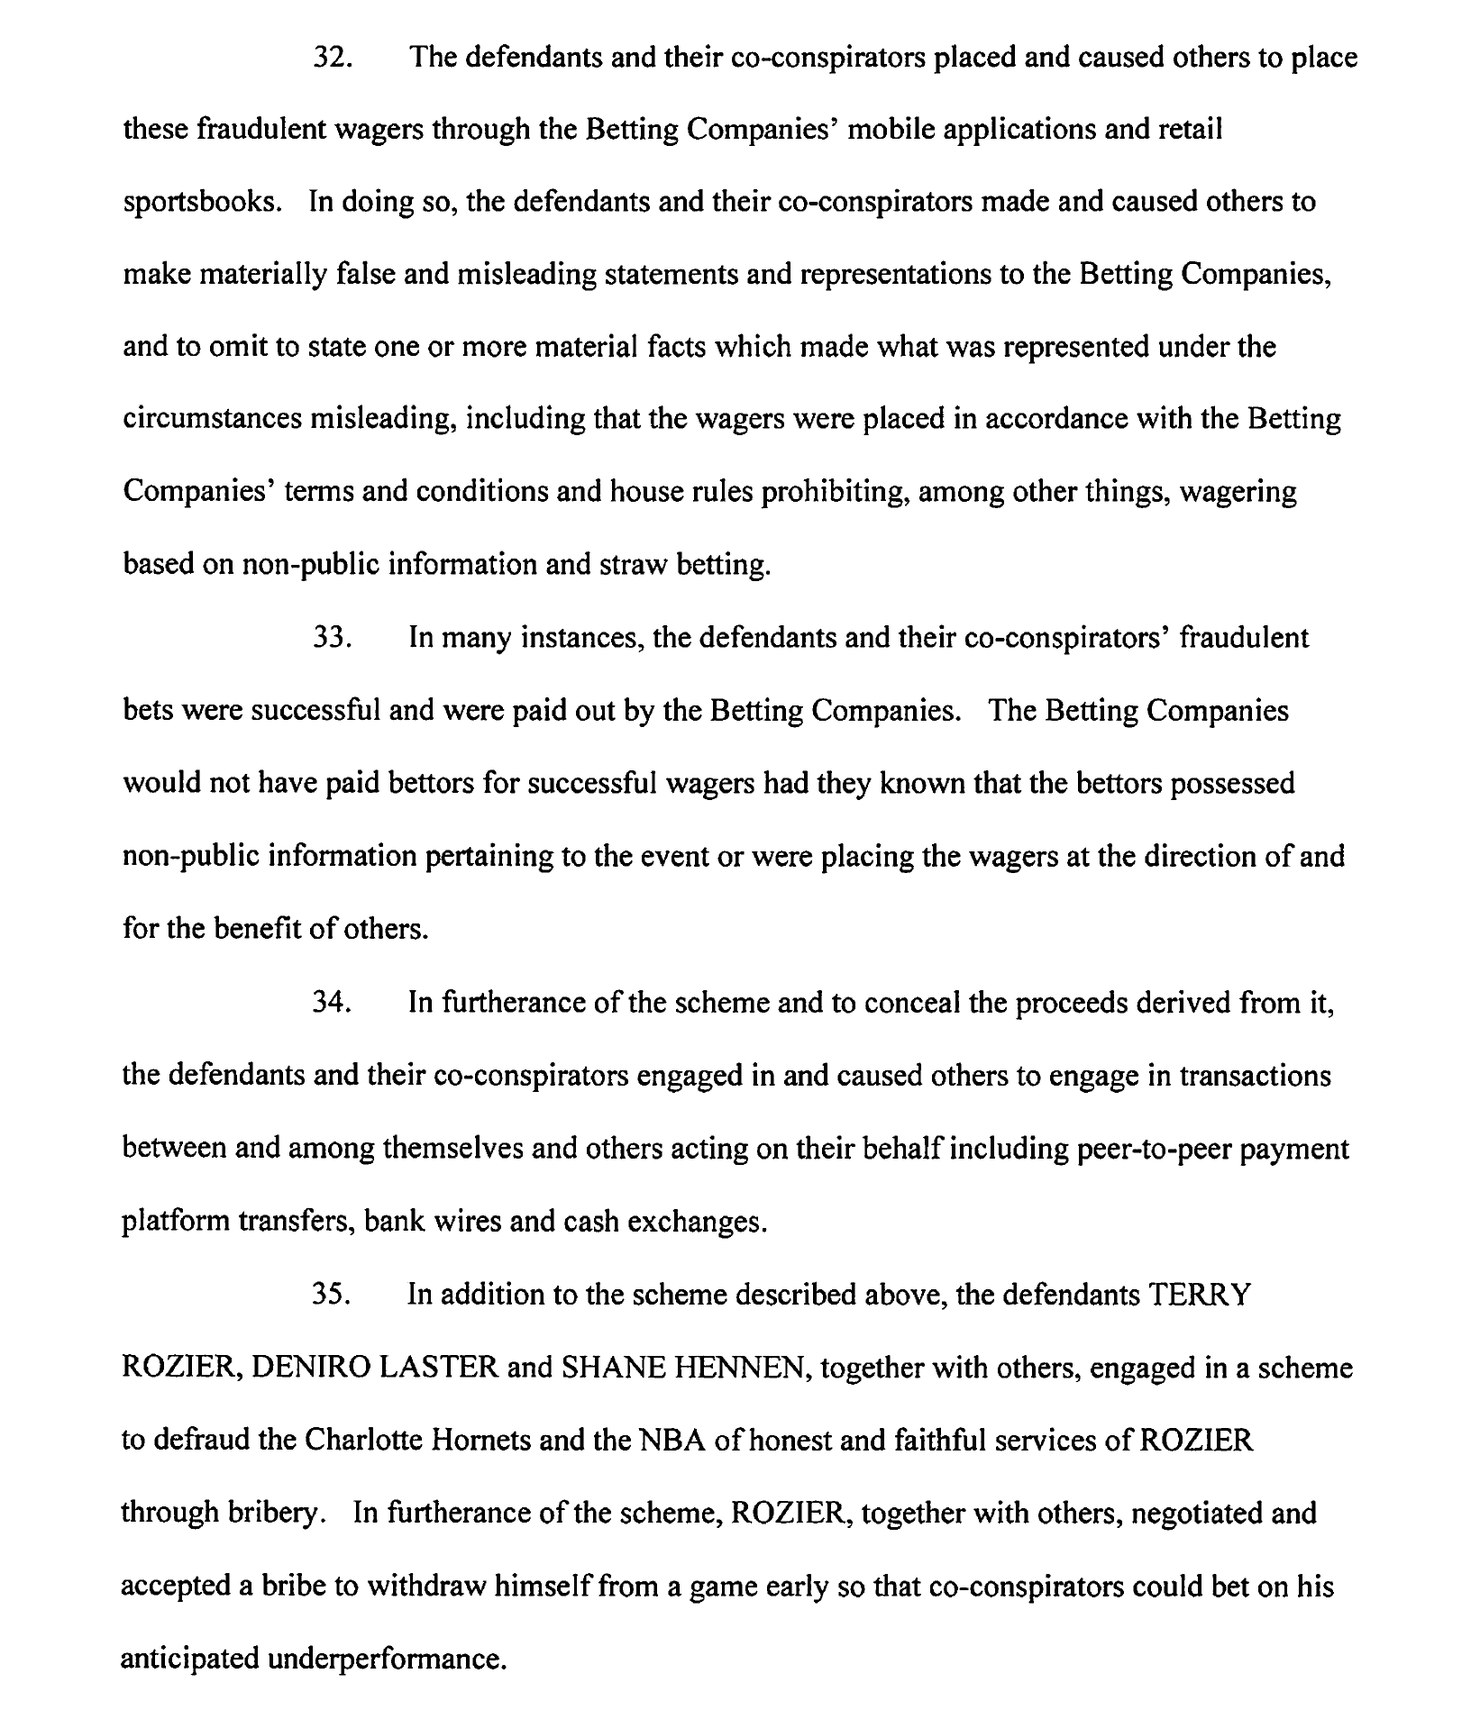 32. The defendants and their co-conspirators placed and caused others to place
these fraudulent wagers through the Betting Companies’ mobile applications and retail
sportsbooks. In doing so, the defendants and their co-conspirators made and caused others to
make materially false and misleading statements and representations to the Betting Companies,
and to omit to state one or more material facts which made what was represented under the
circumstances misleading, including that the wagers were placed in accordance with the Betting
Companies’ terms and conditions and house rules prohibiting, among other things, wagering
based on non-public information and straw betting.
33. In many instances, the defendants and their co-conspirators’ fraudulent
bets were successful and were paid out by the Betting Companies. The Betting Companies
would not have paid bettors for successful wagers had they known that the bettors possessed
non-public information pertaining to the event or were placing the wagers at the direction of and
for the benefit of others.
34. In furtherance of the scheme and to conceal the proceeds derived from it,
the defendants and their co-conspirators engaged in and caused others to engage in transactions
between and among themselves and others acting on their behalf including peer-to-peer payment
platform transfers, bank wires and cash exchanges.
35. In addition to the scheme described above, the defendants TERRY
ROZIER, DENIRO LASTER and SHANE HENNEN, together with others, engaged in a scheme
to defraud the Charlotte Hornets and the NBA of honest and faithful services of ROZIER
through bribery. In furtherance of the scheme, ROZIER, together with others, negotiated and
accepted a bribe to withdraw himself from a game early so that co-conspirators could bet on his
anticipated underperformance.